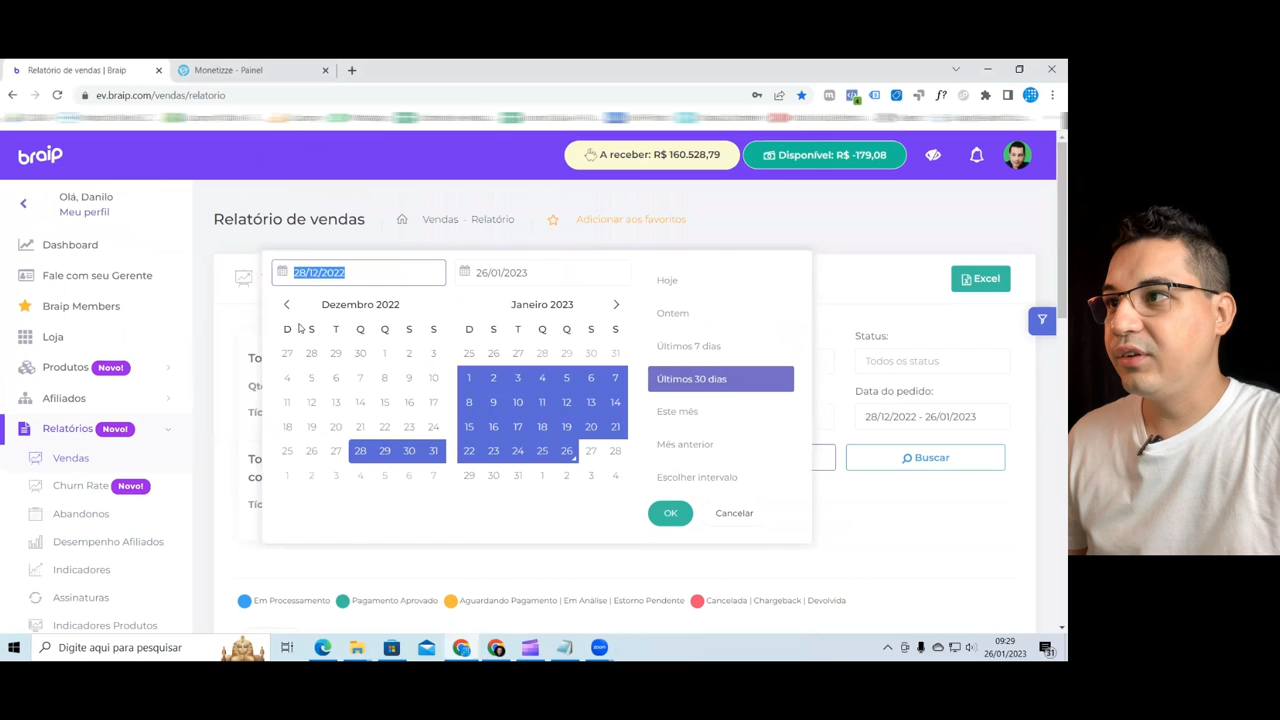 Relatório de vendas | Braip
Monetizze - Painel
ev.braip.com/vendas/relatorio
braip
A receber: R$ 160.528,79
Disponível: R$ -179,08
Olá, Danilo
Meu perfil
Dashboard
Fale com seu Gerente
Braip Members
Loja
Produtos Novo!
Afiliados
Relatórios Novo!
Vendas
Churn Rate Novo!
Abandonos
Desempenho Afiliados
Indicadores
Assinaturas
Indicadores Produtos
Relatório de vendas
Vendas - Relatório
Adicionar aos favoritos
28/12/2022
26/01/2023
Dezembro 2022
D S T Q Q S S
27 28 29 30 1 2 3
4 5 6 7 8 9 10
11 12 13 14 15 16 17
18 19 20 21 22 23 24
25 26 27 28 29 30 31
1 2 3 4 5 6 7
Janeiro 2023
D S T Q Q S S
25 26 27 28 29 30 31
1 2 3 4 5 6 7
8 9 10 11 12 13 14
15 16 17 18 19 20 21
22 23 24 25 26 27 28
29 30 31 1 2 3 4
Hoje
Ontem
Últimos 7 dias
Últimos 30 dias
Este mês
Mês anterior
Escolher intervalo
OK
Cancelar
Excel
Status:
Todos os status
Data do pedido:
28/12/2022 - 26/01/2023
Buscar
Em Processamento
Pagamento Aprovado
Aguardando Pagamento | Em Análise | Estorno Pendente
Cancelada | Chargeback | Devolvida
Digite aqui para pesquisar
09:29
26/01/2023
31